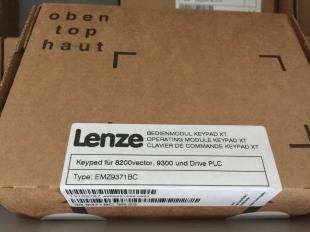 oben
top
haut
Lenze
BEDIENMODUL KEYPAD XT
OPERATING MODULE KEYPAD XT
CLAVIER DE COMMANDE KEYPAD XT
Keypad für 8200vector, 9300 und Drive PLC
Type: EMZ9371BC